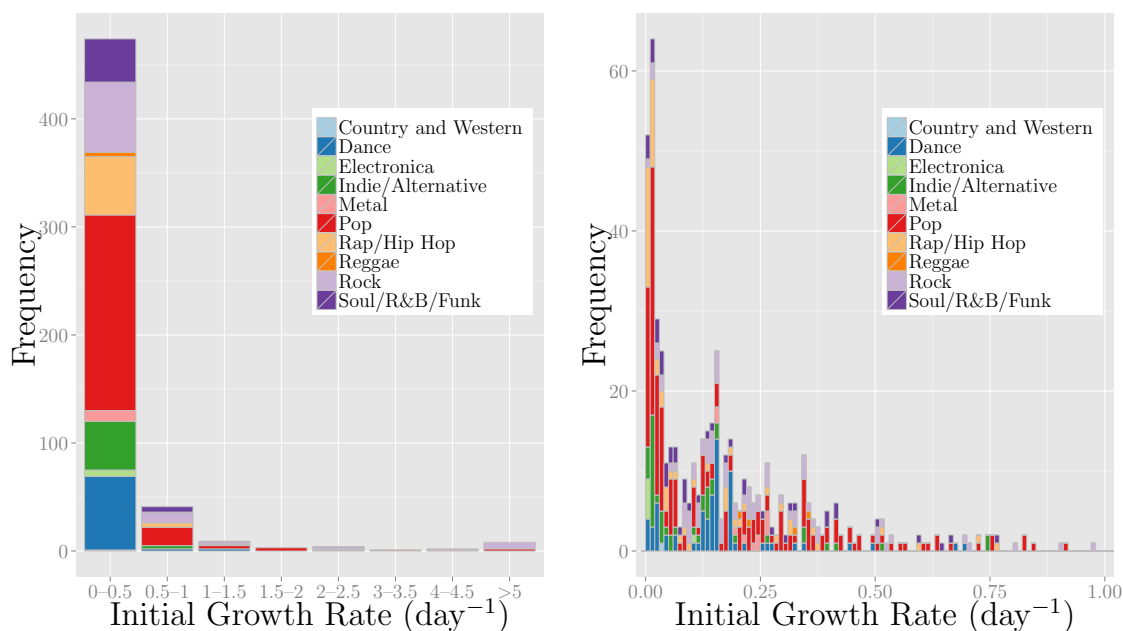 Frequency
400
300
200
100
0
Country and Western
Dance
Electronica
Indie/Alternative
Metal
Pop
Rap/Hip Hop
Reggae
Rock
Soul/R&B/Funk
0–0.5 0.5–1 1–1.5 1.5–2 2–2.5 3–3.5 4–4.5 >5
Initial Growth Rate (day⁻¹)
Frequency
60
40
20
0
Country and Western
Dance
Electronica
Indie/Alternative
Metal
Pop
Rap/Hip Hop
Reggae
Rock
Soul/R&B/Funk
0.00 0.25 0.50 0.75 1.00
Initial Growth Rate (day⁻¹)